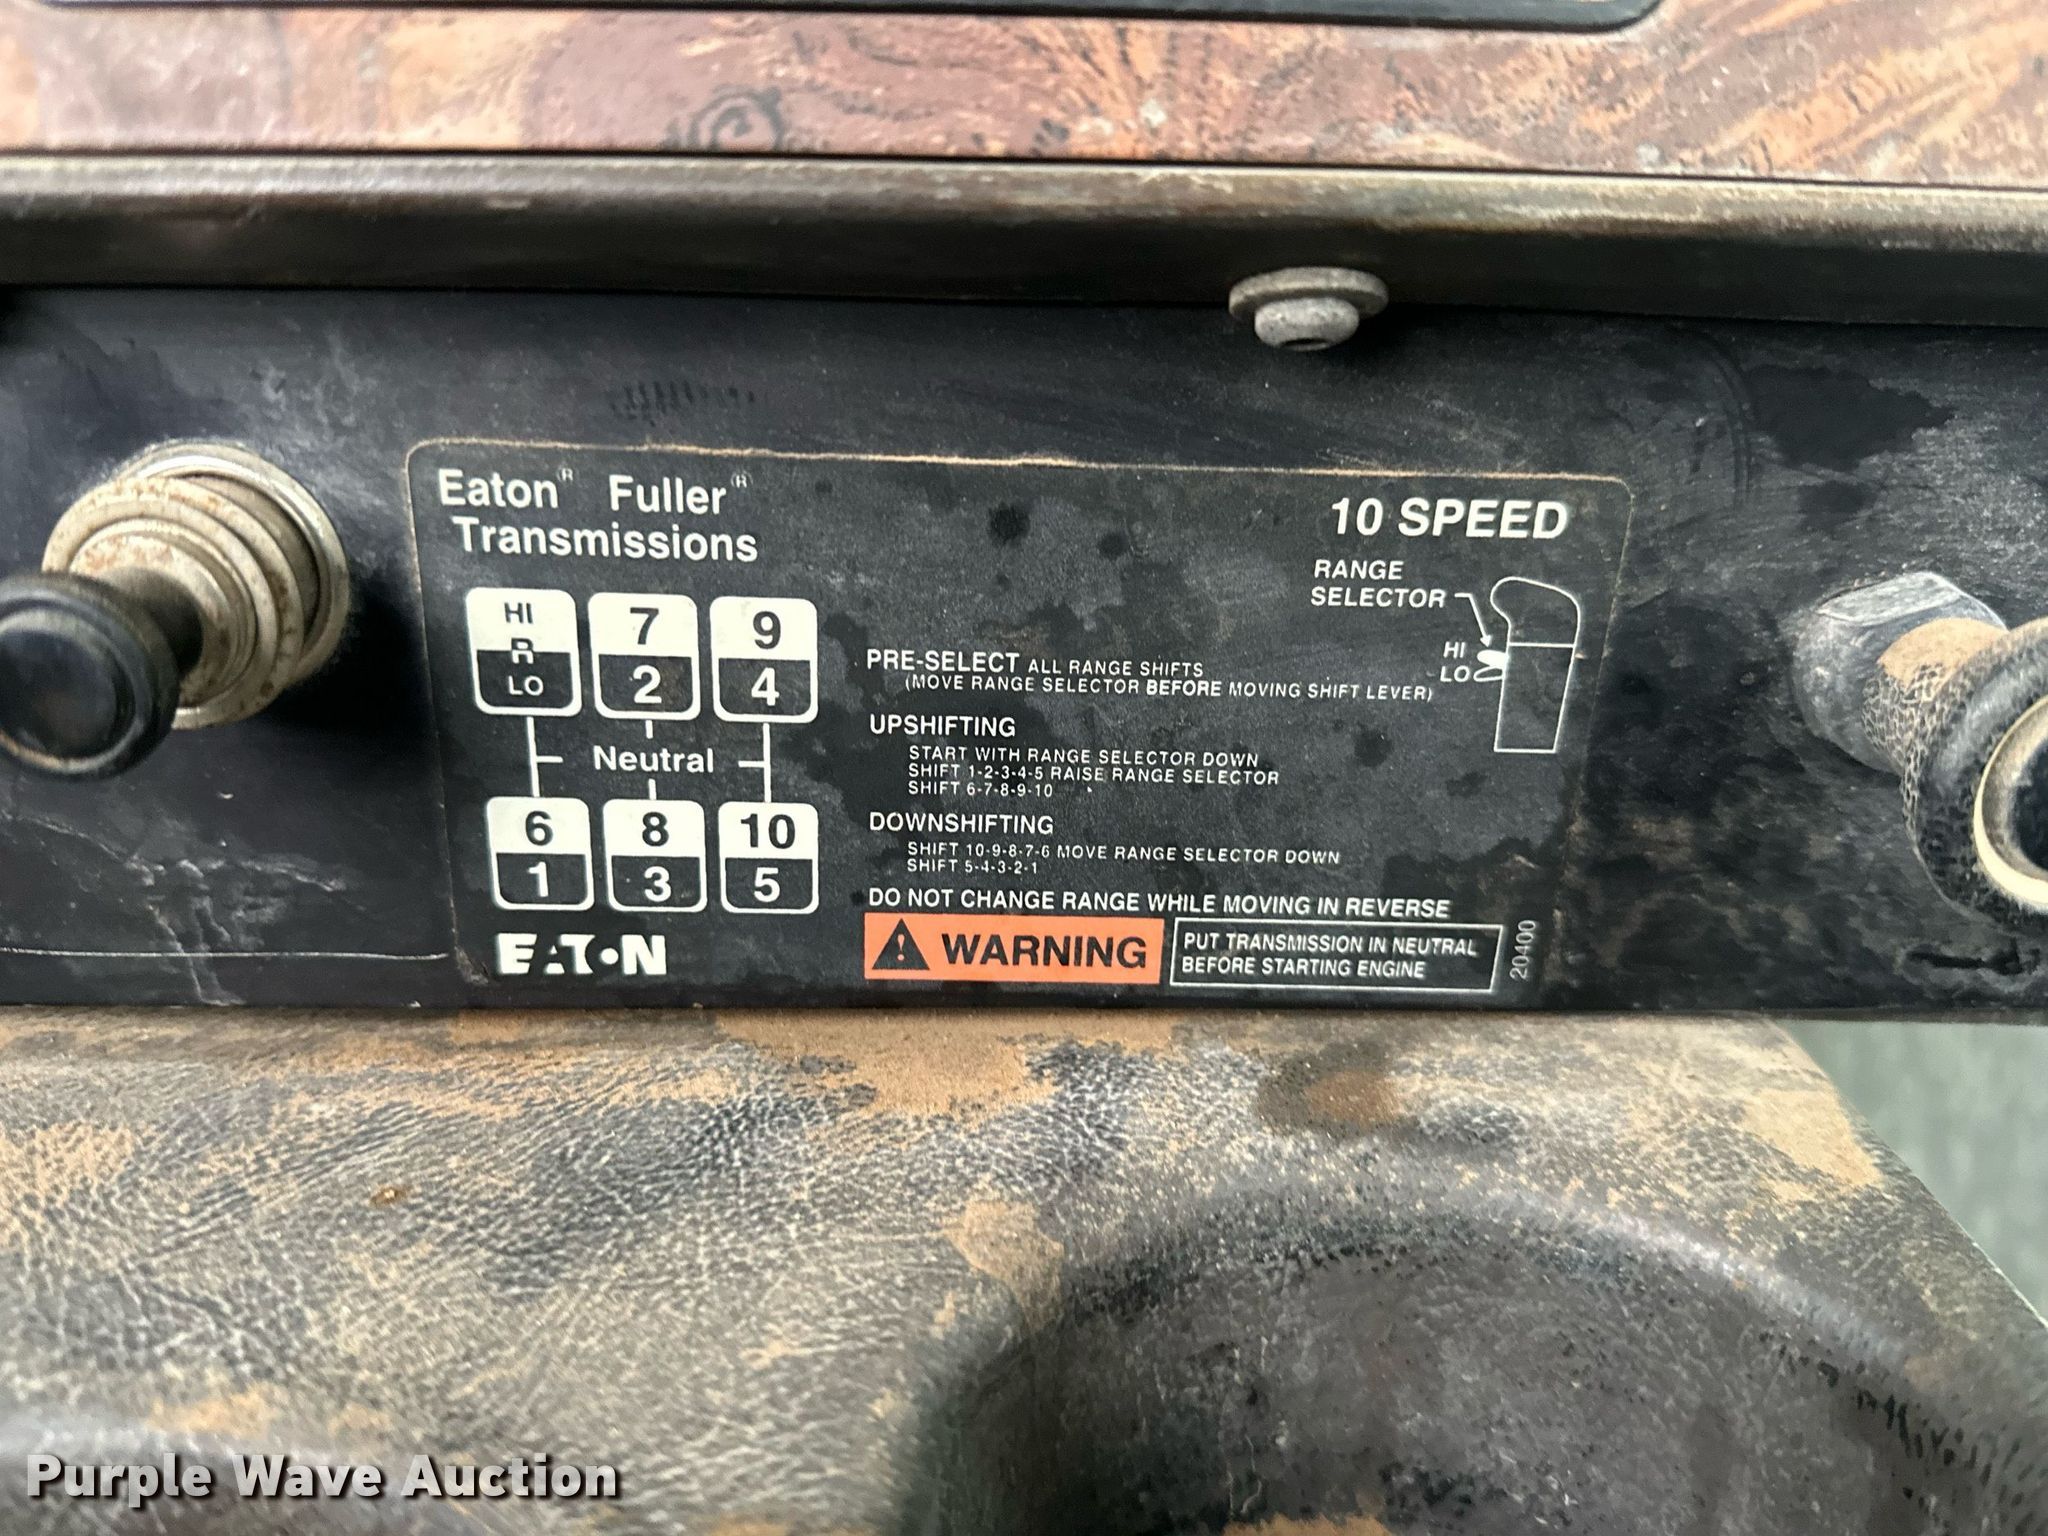 Eaton® Fuller®
Transmissions
10 SPEED
RANGE
SELECTOR
HI
LO
HI
R
LO
7
2
9
4
Neutral
6
1
8
3
10
5
EATON
PRE-SELECT ALL RANGE SHIFTS
(MOVE RANGE SELECTOR BEFORE MOVING SHIFT LEVER)
UPSHIFTING
START WITH RANGE SELECTOR DOWN
SHIFT 1-2-3-4-5 RAISE RANGE SELECTOR
SHIFT 6-7-8-9-10
DOWNSHIFTING
SHIFT 10-9-8-7-6 MOVE RANGE SELECTOR DOWN
SHIFT 5-4-3-2-1
DO NOT CHANGE RANGE WHILE MOVING IN REVERSE
WARNING
PUT TRANSMISSION IN NEUTRAL
BEFORE STARTING ENGINE
20400
Purple Wave Auction